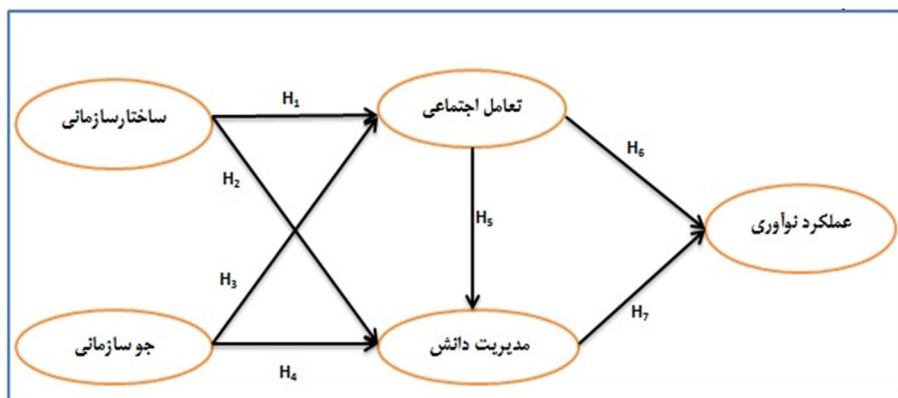 ساختارسازمانی
H₁
تعامل اجتماعی
H₂
H₆
H₅
عملکرد نوآوری
H₃
H₇
جو سازمانی
H₄
مدیریت دانش